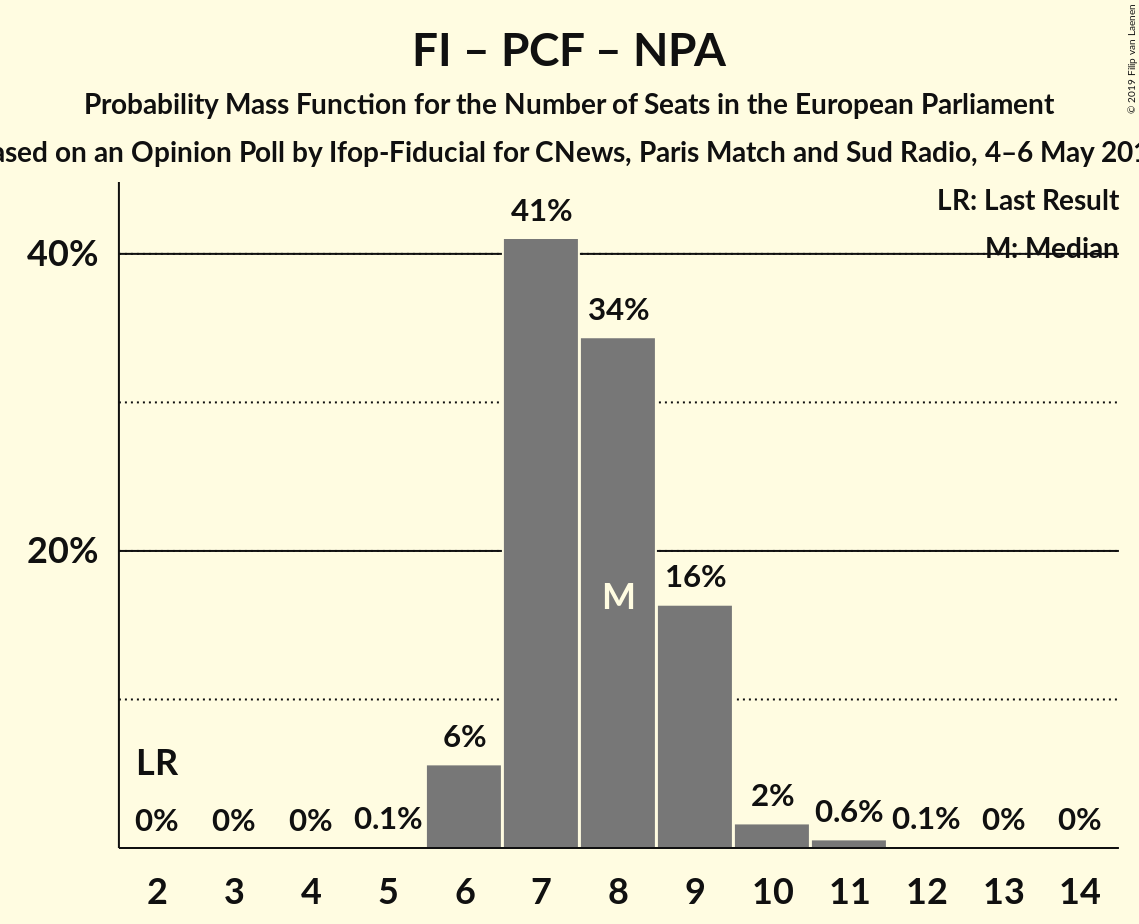 FI – PCF – NPA
Probability Mass Function for the Number of Seats in the European Parliament
on an Opinion Poll by Ifop-Fiducial for CNews, Paris Match and Sud Radio, 4–6 May
© 2019 Filip van Laenen
LR: Last Result
M: Median
41%
40%
34%
20%
16%
M
6%
LR
2%
0% 0% 0% 0.1% 0.6% 0.1% 0% 0%
2 3 4 5 6 7 8 9 10 11 12 13 14